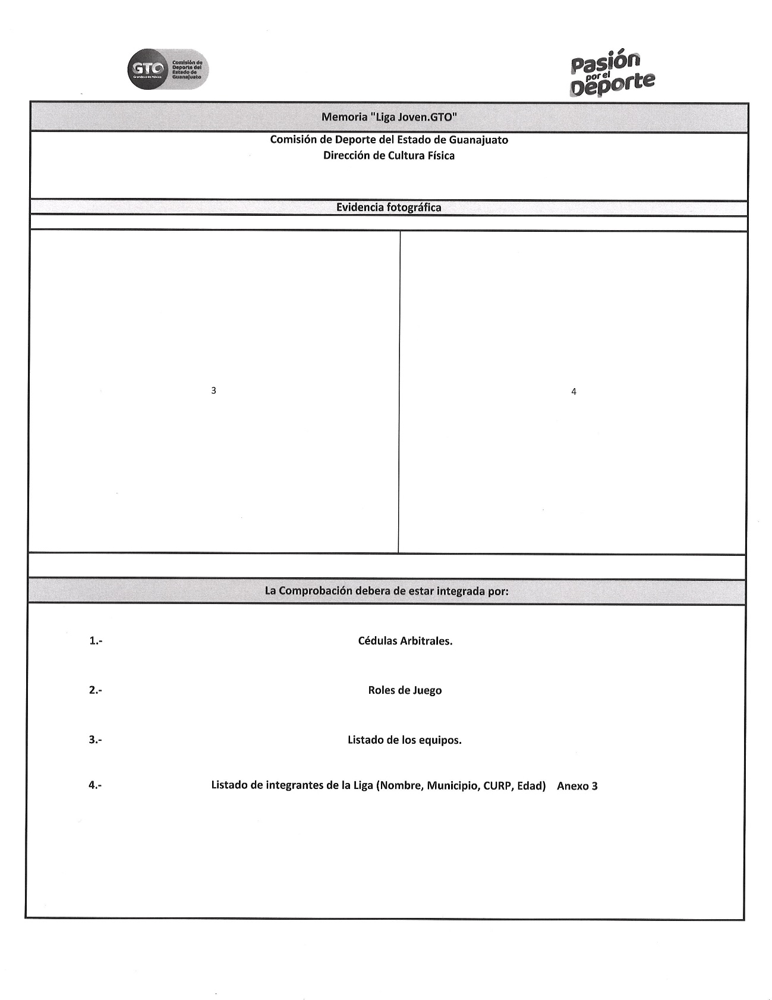 GTO
Grandeza de México
Comisión de
Deporte del
Estado de
Guanajuato
Pasión
por el
Deporte
Memoria "Liga Joven.GTO"
Comisión de Deporte del Estado de Guanajuato
Dirección de Cultura Física
Evidencia fotográfica
3
4
La Comprobación debera de estar integrada por:
1.- Cédulas Arbitrales.
2.- Roles de Juego
3.- Listado de los equipos.
4.- Listado de integrantes de la Liga (Nombre, Municipio, CURP, Edad) Anexo 3